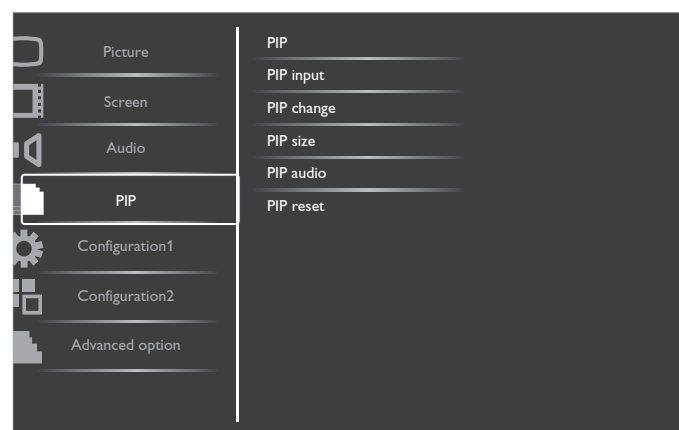 Picture
Screen
Audio
PIP
Configuration1
Configuration2
Advanced option
PIP
PIP input
PIP change
PIP size
PIP audio
PIP reset